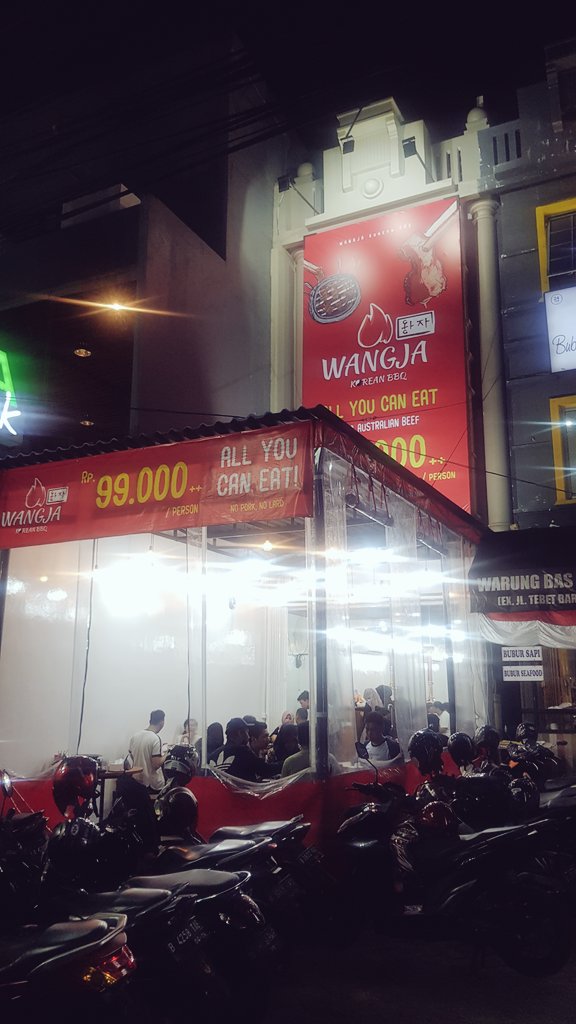 WANGJA KOREAN BBQ
왕자
WANGJA
KOREAN BBQ
ALL YOU CAN EAT
AUSTRALIAN BEEF
000++
/ PERSON
왕자
WANGJA
KOREAN BBQ
RP. 99.000++
/ PERSON
ALL YOU
CAN EAT!
NO PORK, NO LARD
k
Bub
WARUNG BAS
(EX. JL. TEBET BAR
BUBUR SAPI
BUBUR SEAFOOD